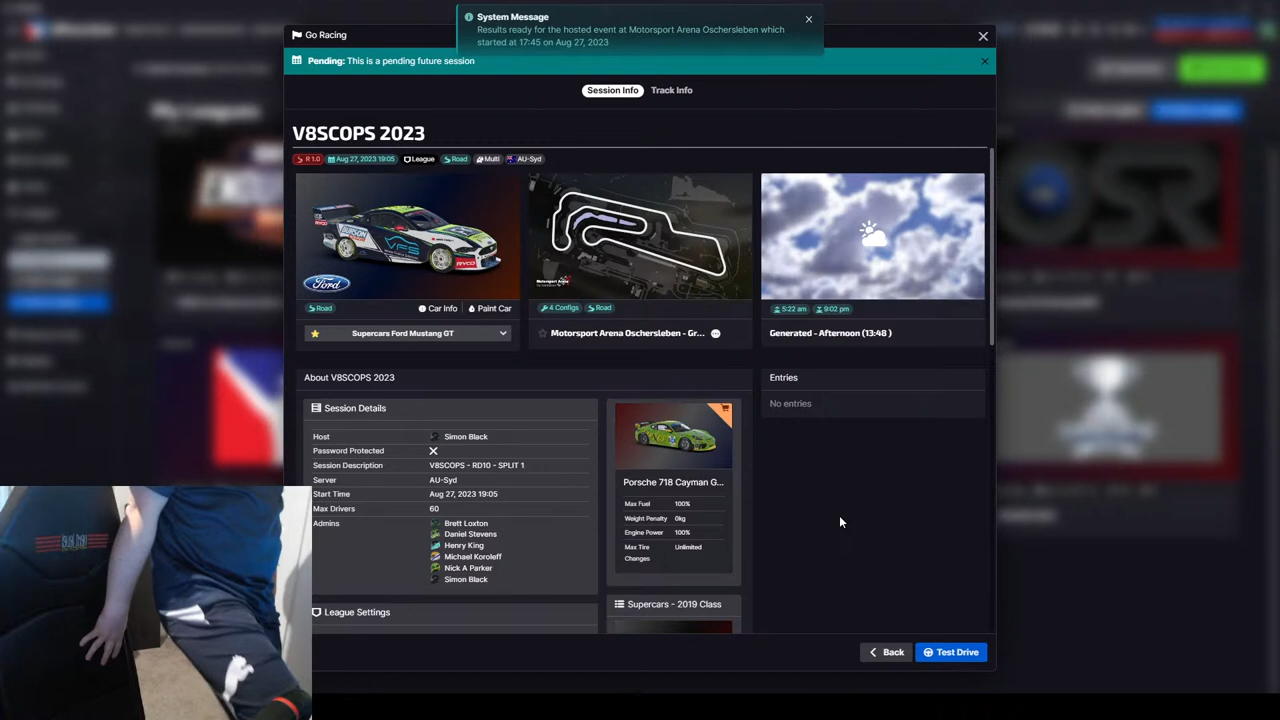 System Message
Results ready for the hosted event at Motorsport Arena Oschersleben which
started at 17:45 on Aug 27, 2023
Go Racing
Pending: This is a pending future session
Session Info
Track Info
V8SCOPS 2023
R 1.0
Aug 27, 2023 19:05
League
Road
Multi
AU-Syd
Ford
Road
Car Info
Paint Car
Supercars Ford Mustang GT
4 Configs
Road
Motorsport Arena Oschersleben - Gr...
5:22 am
9:02 pm
Generated - Afternoon (13:48 )
About V8SCOPS 2023
Entries
No entries
Session Details
Host Simon Black
Password Protected
Session Description V8SCOPS - RD10 - SPLIT 1
Server AU-Syd
Start Time Aug 27, 2023 19:05
Max Drivers 60
Admins Brett Loxton
Daniel Stevens
Henry King
Michael Koroleff
Nick A Parker
Simon Black
League Settings
Porsche 718 Cayman G...
Max Fuel 100%
Weight Penalty 0kg
Engine Power 100%
Max Tire Unlimited
Changes
Supercars - 2019 Class
Back
Test Drive